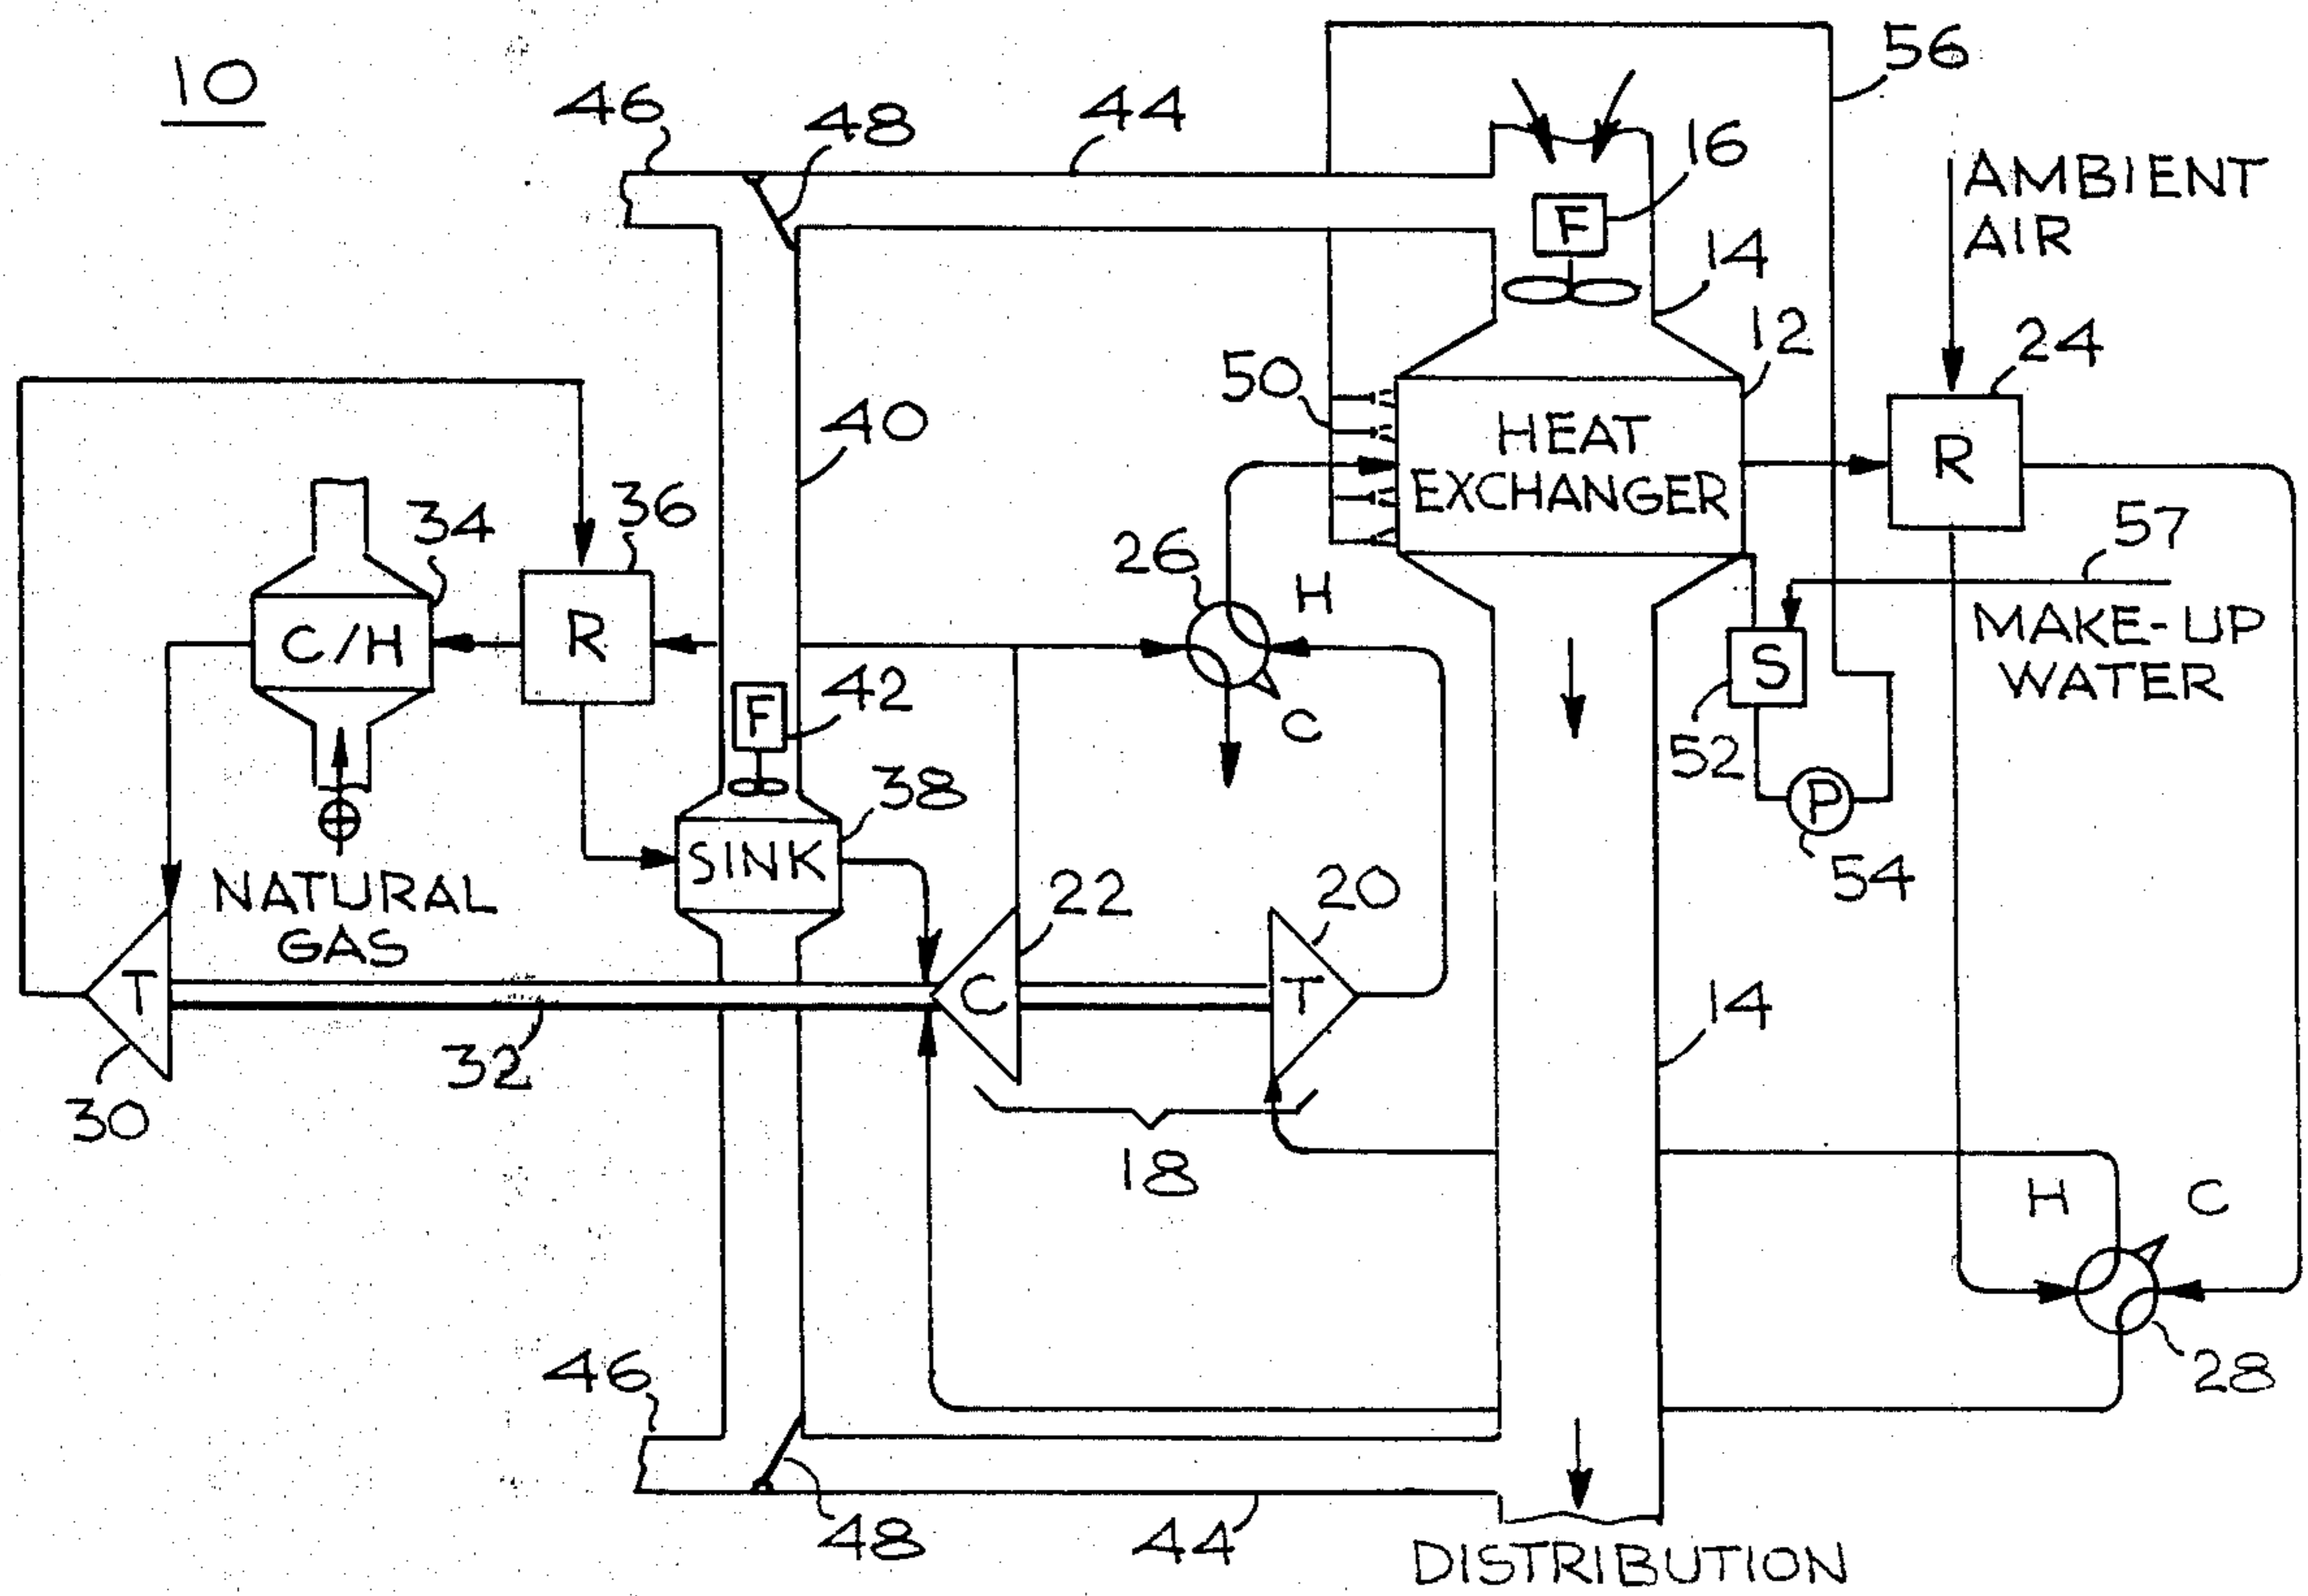 10
46
48
44
56
16
AMBIENT
AIR
14
12
24
F
50
HEAT
EXCHANGER
R
40
34
36
26
H
57
C/H
R
MAKE-UP
WATER
S
F
42
C
52
38
P
54
SINK
NATURAL
GAS
22
20
T
C
T
14
32
30
18
H
C
28
46
48
44
DISTRIBUTION